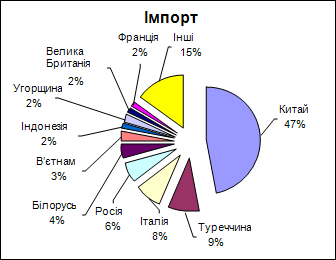 Імпорт
Франція
2%
Інші
15%
Велика
Британія
2%
Угорщина
2%
Індонезія
2%
В'єтнам
3%
Білорусь
4%
Росія
6%
Італія
8%
Туреччина
9%
Китай
47%